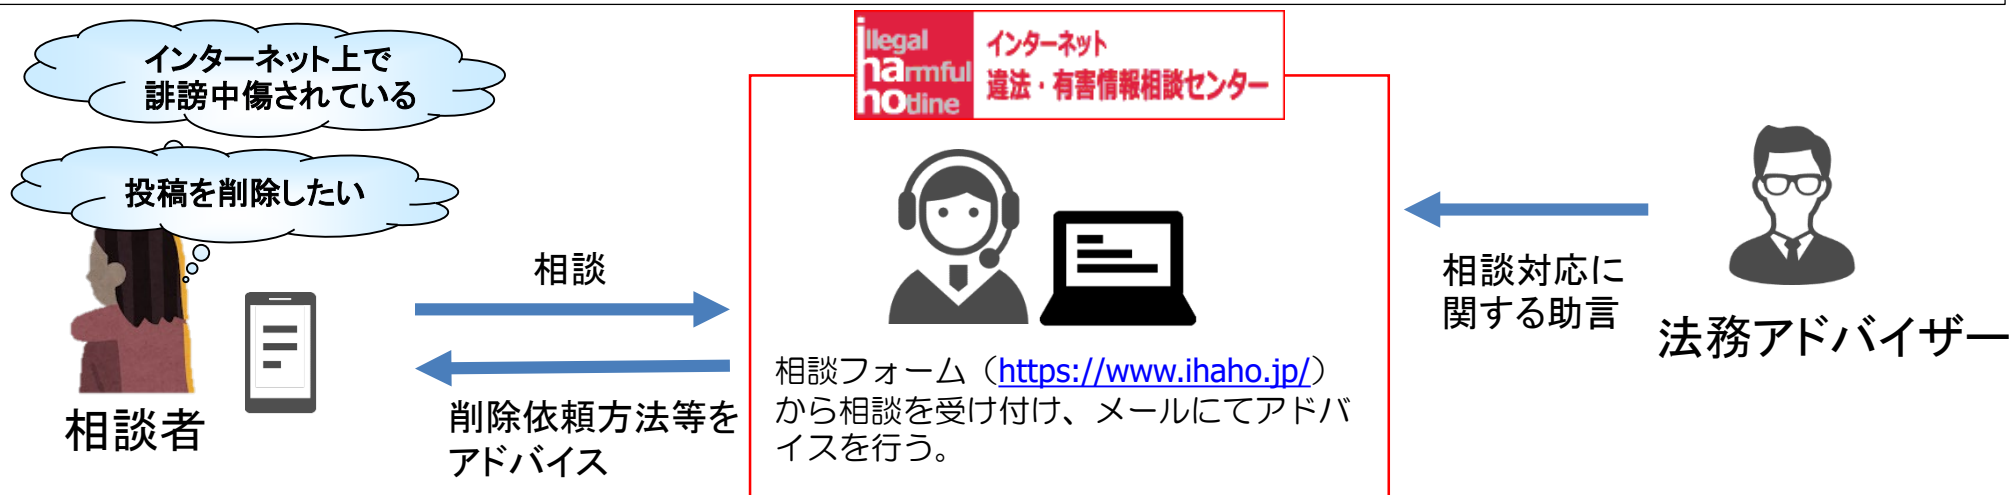 インターネット上で
誹謗中傷されている
投稿を削除したい
相談者
相談
削除依頼方法等を
アドバイス
illegal
harmful
hotline
インターネット
違法・有害情報相談センター
相談フォーム（https://www.ihaho.jp/）
から相談を受け付け、メールにてアドバ
イスを行う。
相談対応に
関する助言
法務アドバイザー